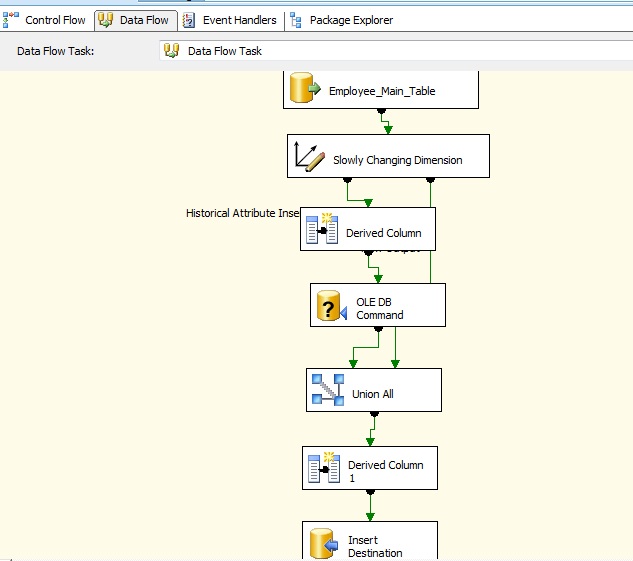 Control Flow
Data Flow
Event Handlers
Package Explorer
Data Flow Task:
Data Flow Task
Employee_Main_Table
Slowly Changing Dimension
Historical Attribute Inse
Derived Column
OLE DB
Command
Union All
Derived Column
1
Insert
Destination